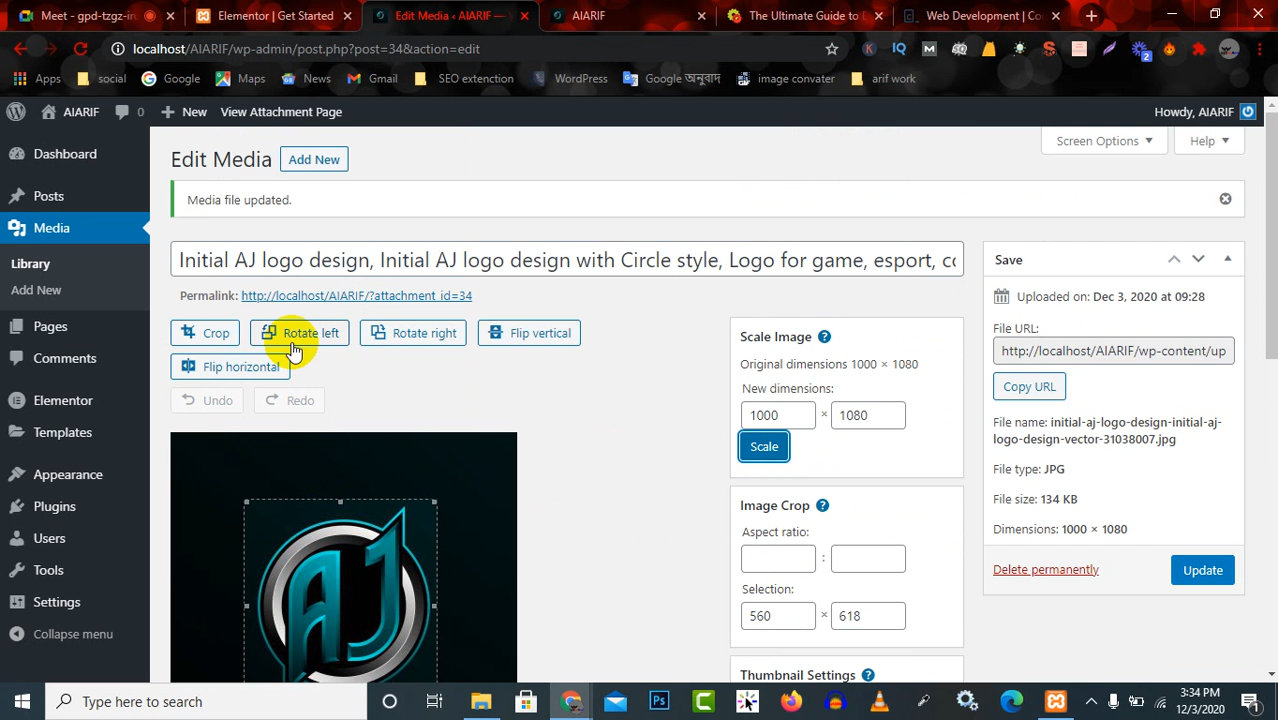 Meet - gpd-tzgz-in
Elementor | Get Started
Edit Media ‹ AIARIF —
AIARIF
The Ultimate Guide to D
Web Development | Co
localhost/AIARIF/wp-admin/post.php?post=34&action=edit
Apps
social
Google
Maps
News
Gmail
SEO extenction
WordPress
Google অনুবাদ
image convater
arif work
AIARIF
0
New
View Attachment Page
Howdy, AIARIF
Dashboard
Posts
Media
Library
Add New
Pages
Comments
Elementor
Templates
Appearance
Plugins
Users
Tools
Settings
Collapse menu
Screen Options
Help
Edit Media
Add New
Media file updated.
Initial AJ logo design, Initial AJ logo design with Circle style, Logo for game, esport, co
Permalink: http://localhost/AIARIF/?attachment_id=34
Crop
Rotate left
Rotate right
Flip vertical
Flip horizontal
Undo
Redo
AJ
Scale Image
Original dimensions 1000 × 1080
New dimensions:
1000 × 1080
Scale
Image Crop
Aspect ratio:
:
Selection:
560 × 618
Thumbnail Settings
Save
Uploaded on: Dec 3, 2020 at 09:28
File URL:
http://localhost/AIARIF/wp-content/up
Copy URL
File name: initial-aj-logo-design-initial-aj-
logo-design-vector-31038007.jpg
File type: JPG
File size: 134 KB
Dimensions: 1000 × 1080
Delete permanently
Update
Type here to search
3:34 PM
12/3/2020